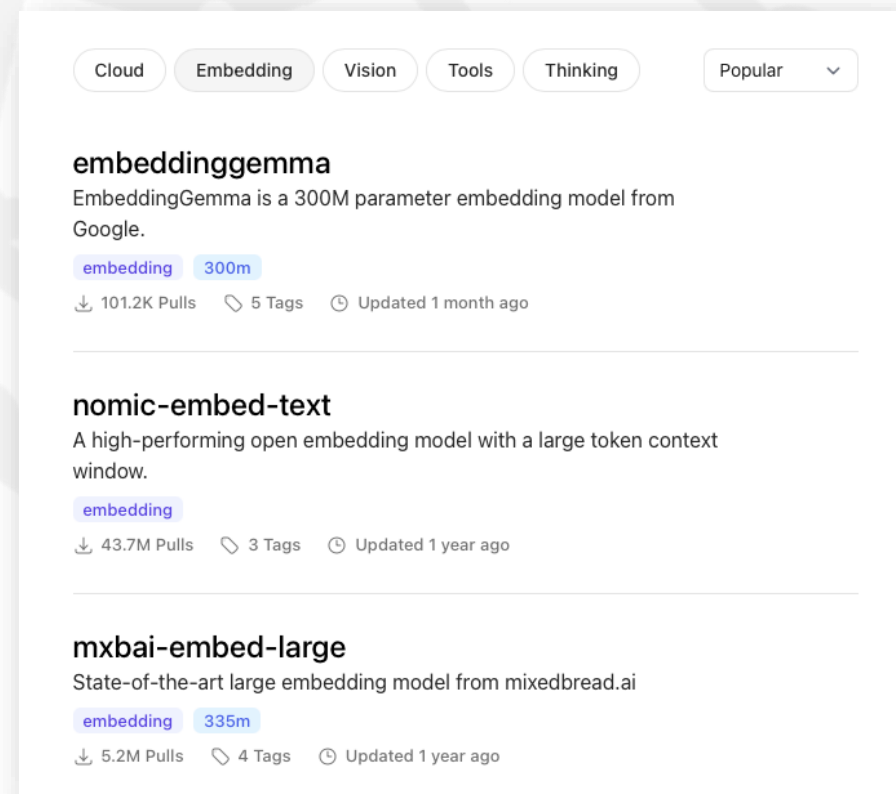 Cloud Embedding Vision Tools Thinking Popular
embeddinggemma
EmbeddingGemma is a 300M parameter embedding model from
Google.
embedding 300m
101.2K Pulls 5 Tags Updated 1 month ago
nomic-embed-text
A high-performing open embedding model with a large token context
window.
embedding
43.7M Pulls 3 Tags Updated 1 year ago
mxbai-embed-large
State-of-the-art large embedding model from mixedbread.ai
embedding 335m
5.2M Pulls 4 Tags Updated 1 year ago